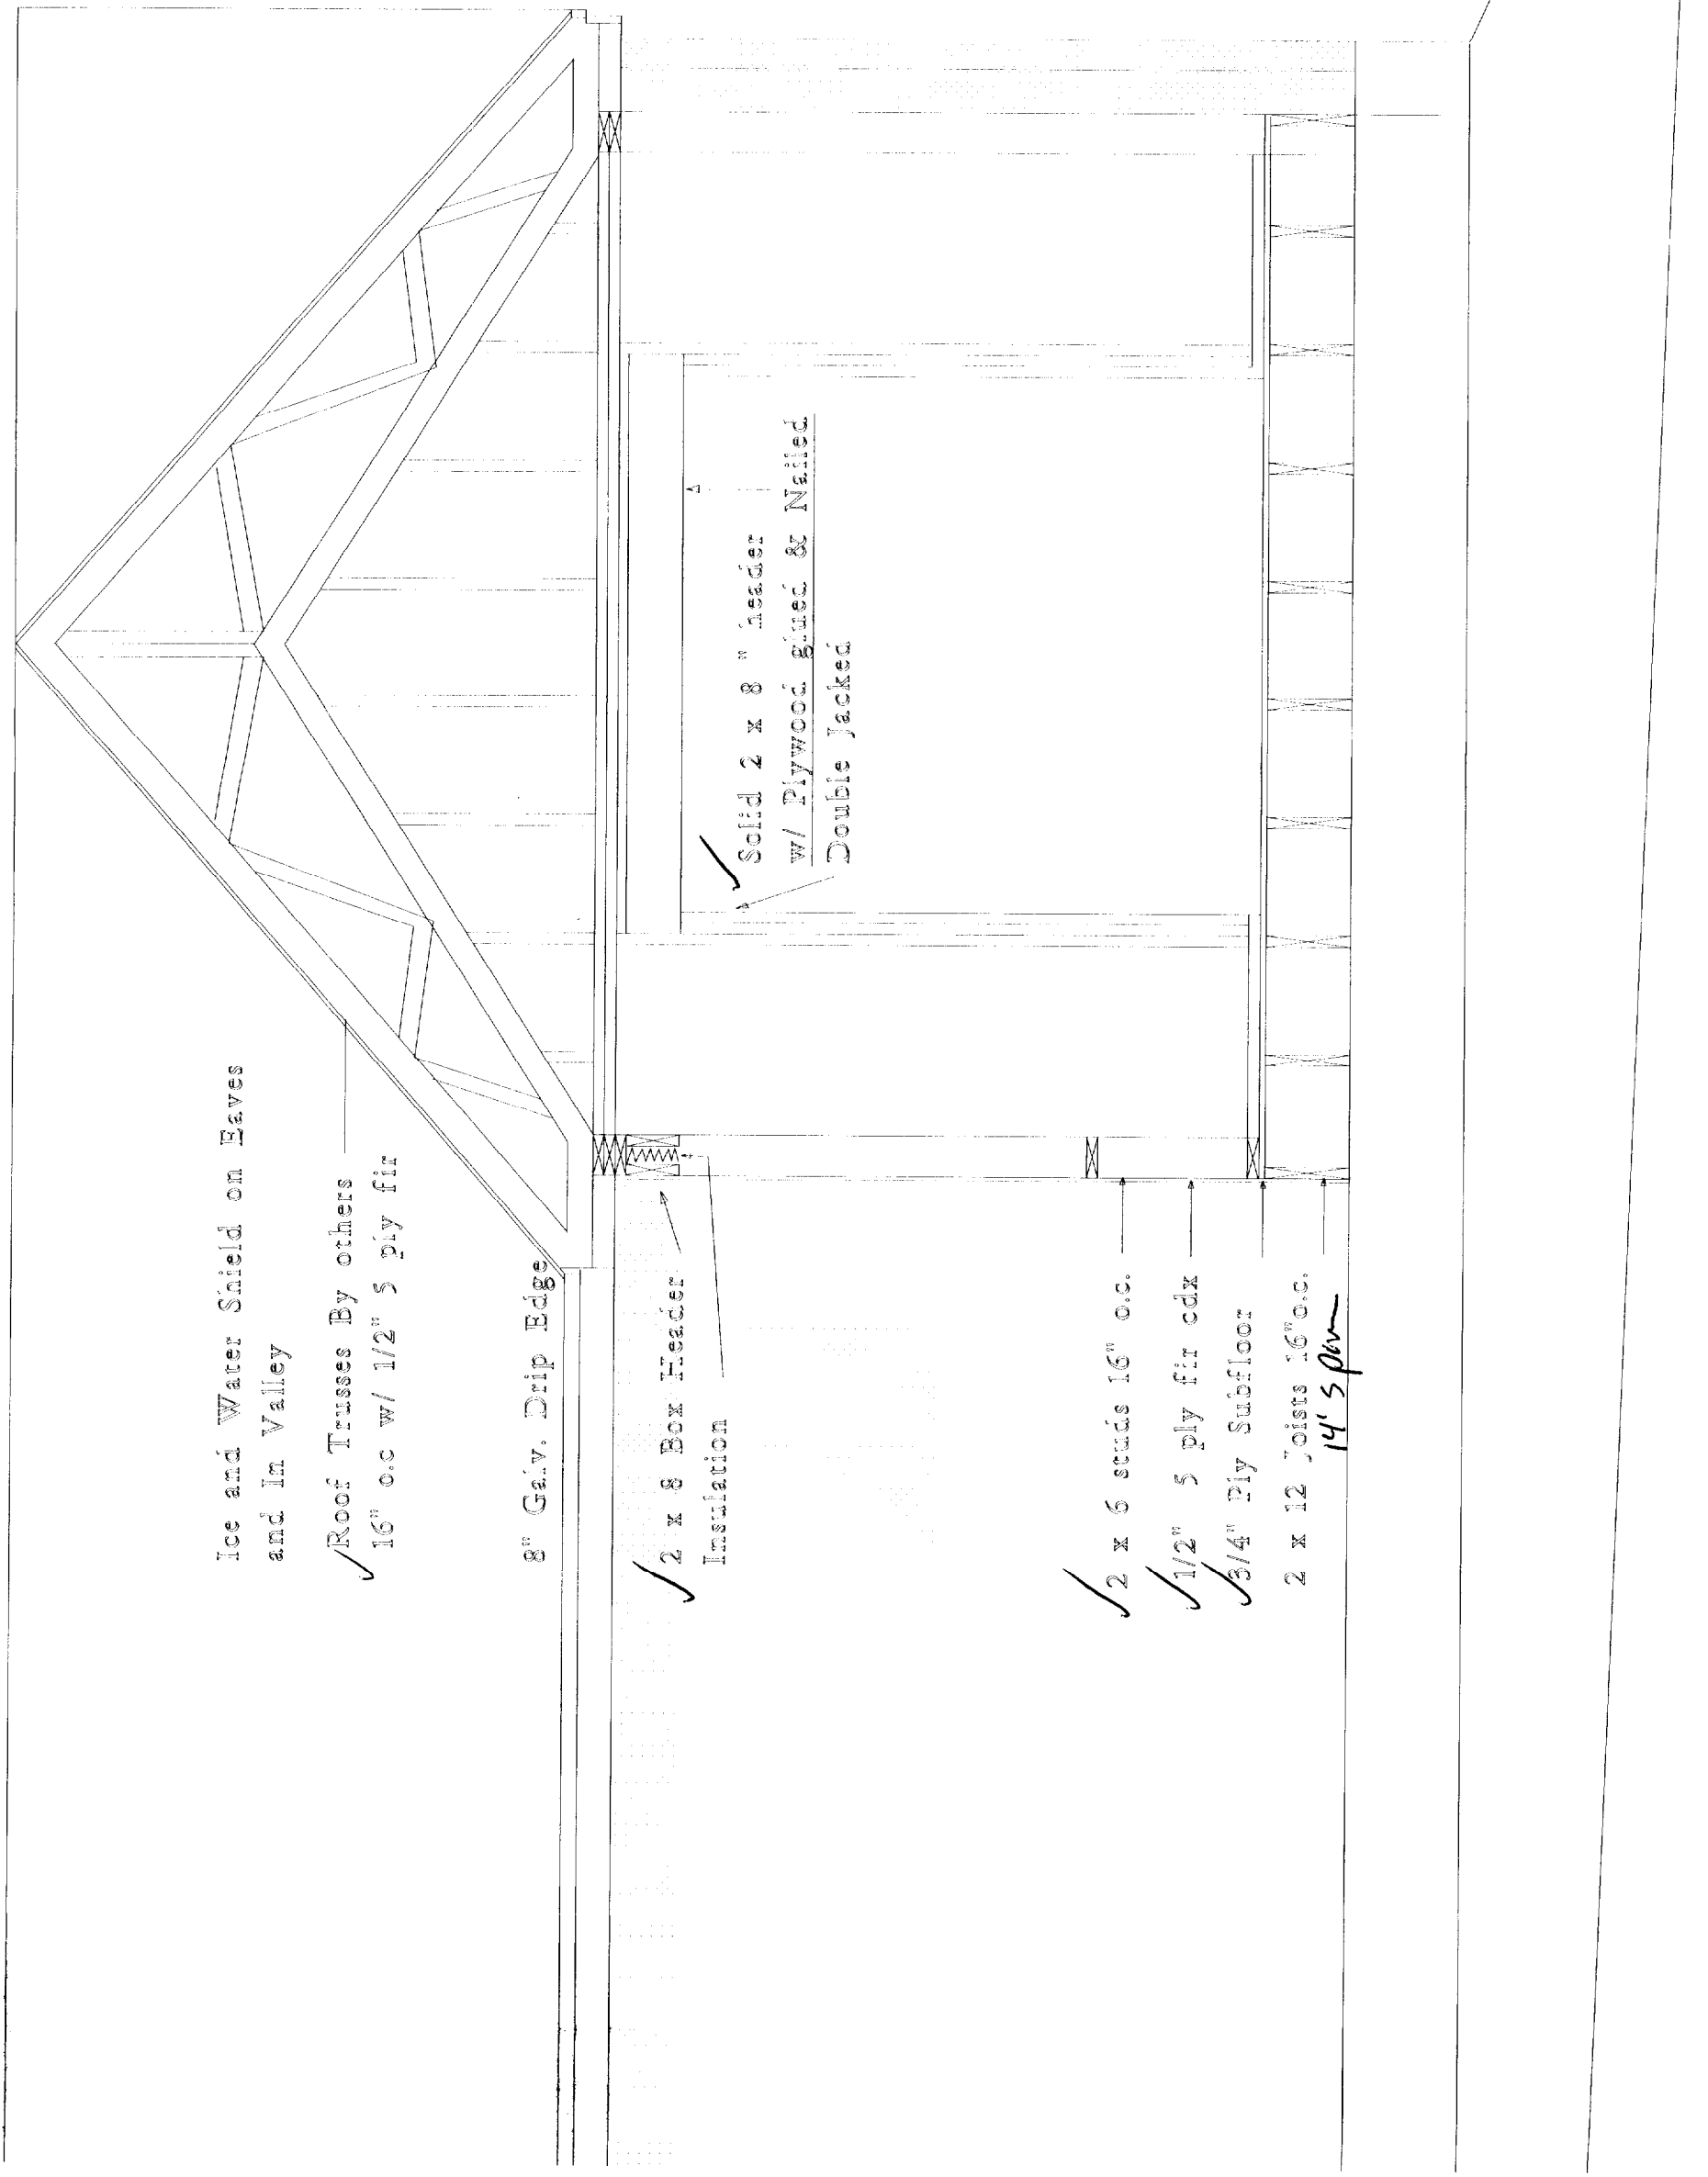 Ice and Water Shield on Eaves
and In Valley
Roof Trusses By others
16" o.c w/ 1/2" 5 ply fir
8" Galv. Drip Edge
2 x 8 Box Header
Insulation
Solid 2 x 8 " header
w/ Plywood glued & Nailed
Double Jacked
2 x 6 studs 16" o.c.
1/2" 5 ply fir cdx
3/4" Ply Subfloor
2 x 12 Joists 16"o.c.
14' span